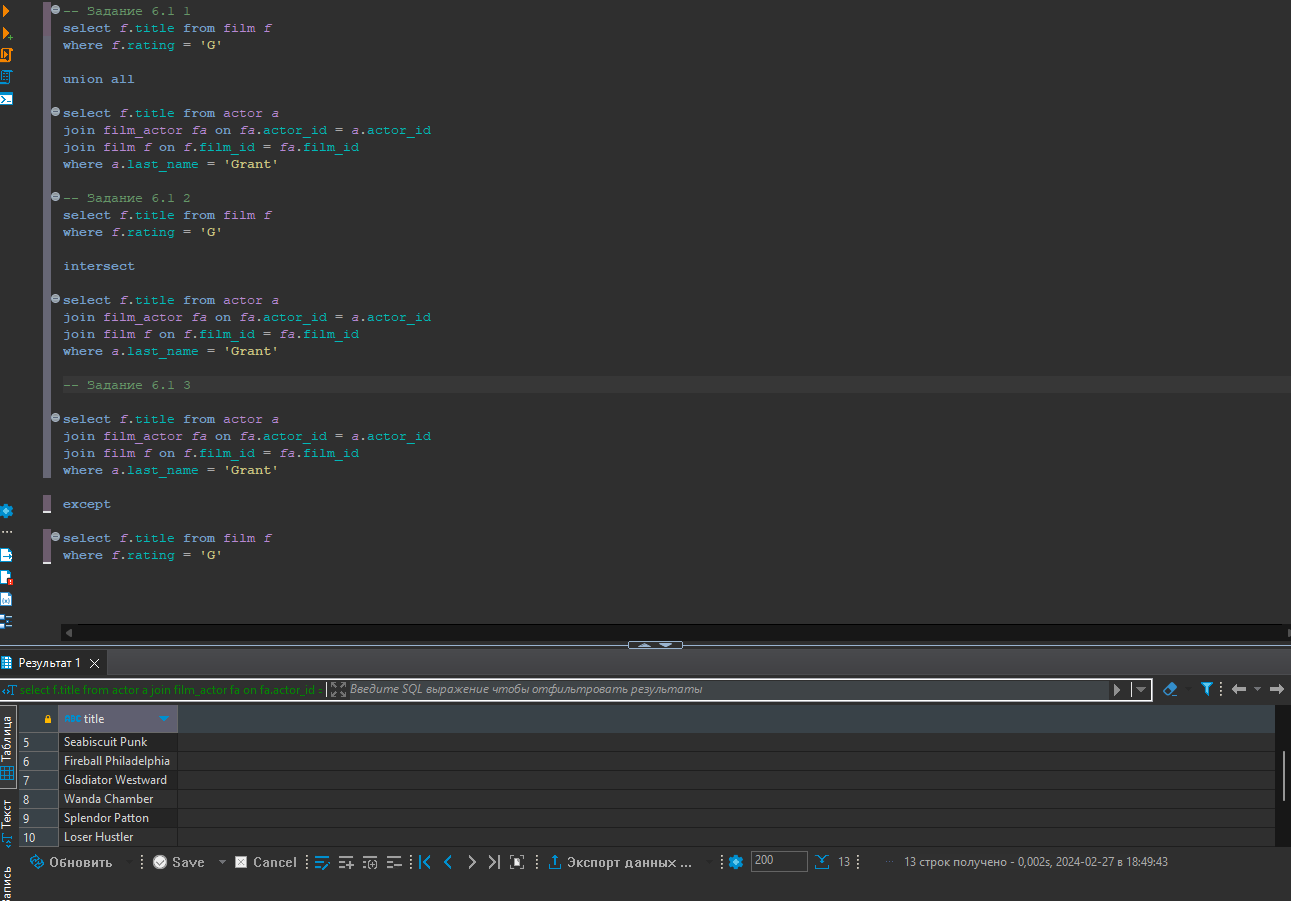 -- Задание 6.1 1
select f.title from film f
where f.rating = 'G'
union all
select f.title from actor a
join film_actor fa on fa.actor_id = a.actor_id
join film f on f.film_id = fa.film_id
where a.last_name = 'Grant'
-- Задание 6.1 2
select f.title from film f
where f.rating = 'G'
intersect
select f.title from actor a
join film_actor fa on fa.actor_id = a.actor_id
join film f on f.film_id = fa.film_id
where a.last_name = 'Grant'
-- Задание 6.1 3
select f.title from actor a
join film_actor fa on fa.actor_id = a.actor_id
join film f on f.film_id = fa.film_id
where a.last_name = 'Grant'
except
select f.title from film f
where f.rating = 'G'
Результат 1
select f.title from actor a join film_actor fa on fa.actor_id = Введите SQL выражение чтобы отфильтровать результаты
Таблица
Текст
title
5 Seabiscuit Punk
6 Fireball Philadelphia
7 Gladiator Westward
8 Wanda Chamber
9 Splendor Patton
10 Loser Hustler
Обновить Save Cancel Экспорт данных ... 200 13 13 строк получено - 0,002s, 2024-02-27 в 18:49:43